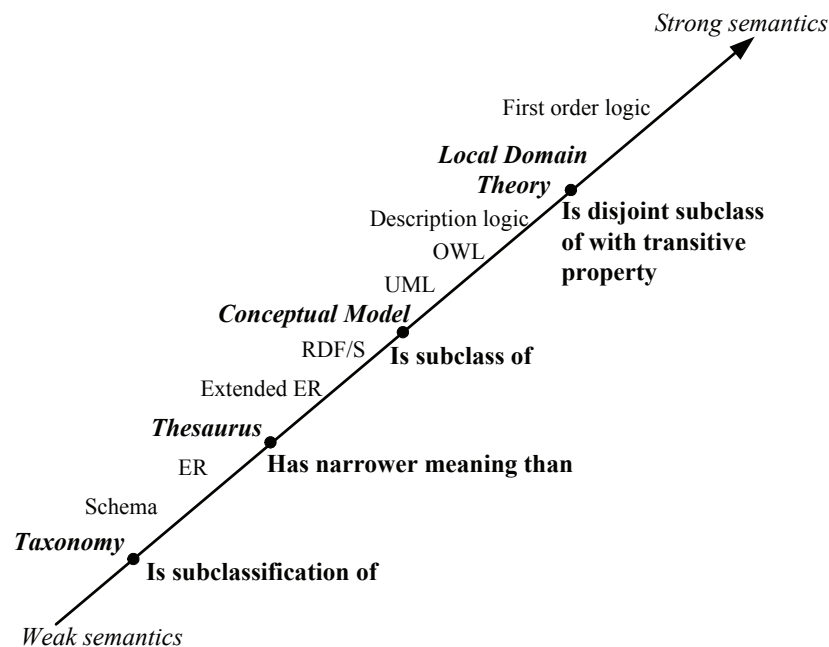 Strong semantics
First order logic
Local Domain
Theory
Is disjoint subclass
of with transitive
property
Description logic
OWL
UML
Conceptual Model
RDF/S
Is subclass of
Extended ER
Thesaurus
ER
Has narrower meaning than
Schema
Taxonomy
Is subclassification of
Weak semantics